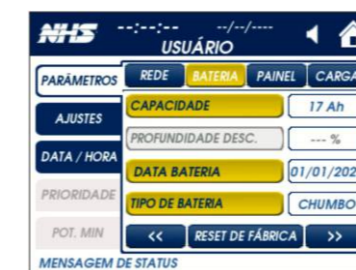 NHS --:--:-- --/--/----
USUÁRIO
PARÂMETROS REDE BATERIA PAINEL CARGA
CAPACIDADE 17 Ah
AJUSTES
PROFUNDIDADE DESC. --- %
DATA / HORA
DATA BATERIA 01/01/202
PRIORIDADE
TIPO DE BATERIA CHUMBO
POT. MIN << RESET DE FÁBRICA >>
MENSAGEM DE STATUS